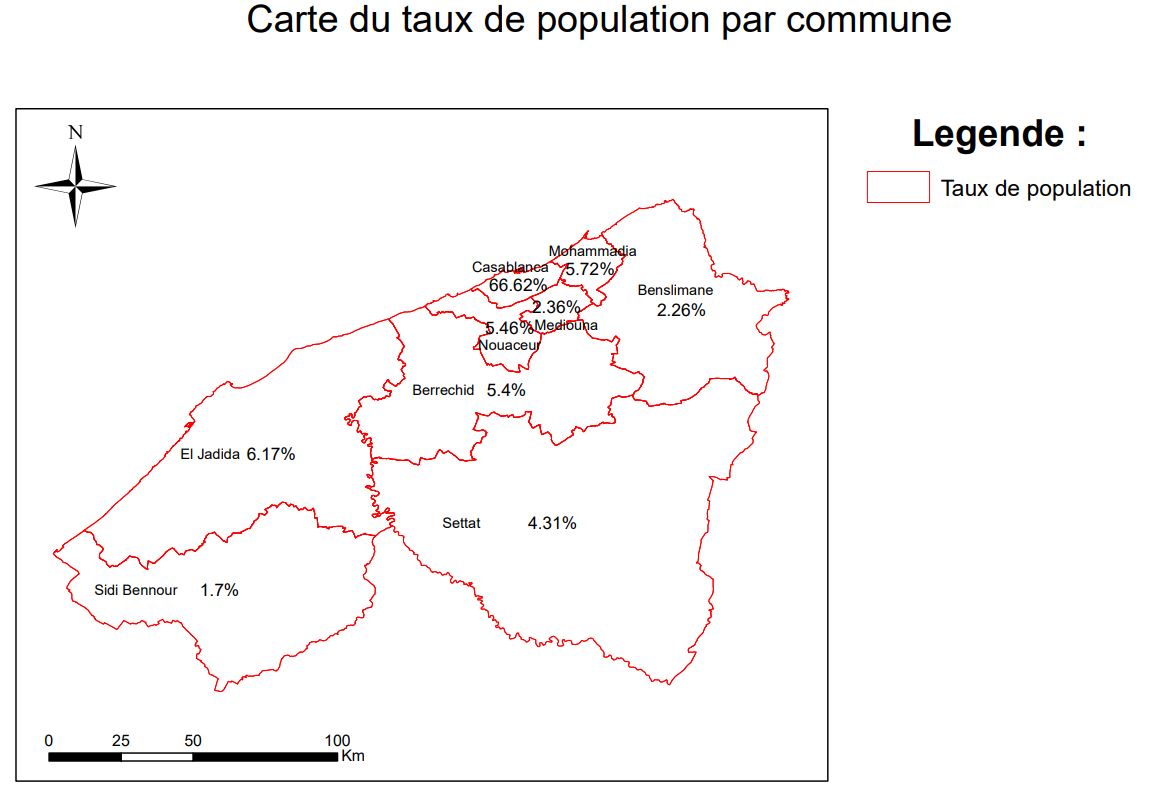 Carte du taux de population par commune
N
Legende :
Taux de population
Mohammadia
5.72%
Casablanca
66.62%
Benslimane
2.26%
2.36%
Mediouna
5.46%
Nouaceur
Berrechid 5.4%
El Jadida 6.17%
Settat 4.31%
Sidi Bennour 1.7%
0 25 50 100
Km